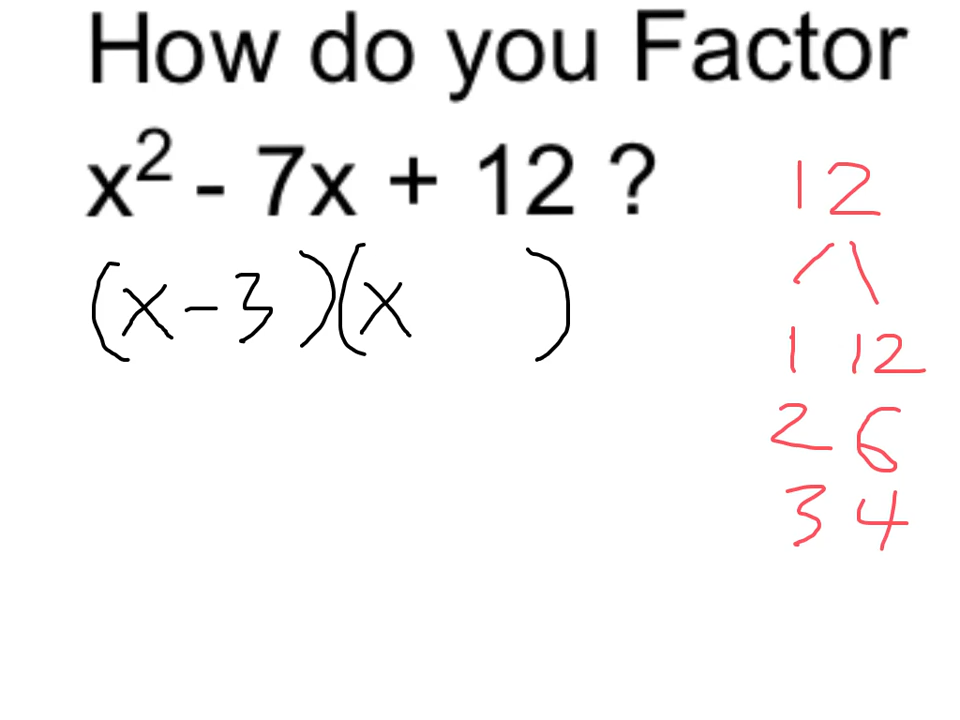 How do you Factor
x² - 7x + 12 ?
(x - 3)(x   )
12
1 12
2 6
3 4